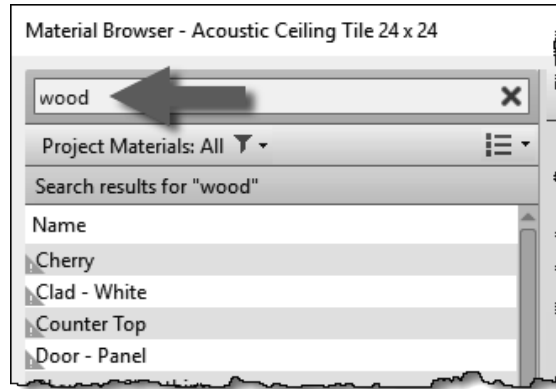 Material Browser - Acoustic Ceiling Tile 24 x 24
wood
Project Materials: All
Search results for "wood"
Name
Cherry
Clad - White
Counter Top
Door - Panel